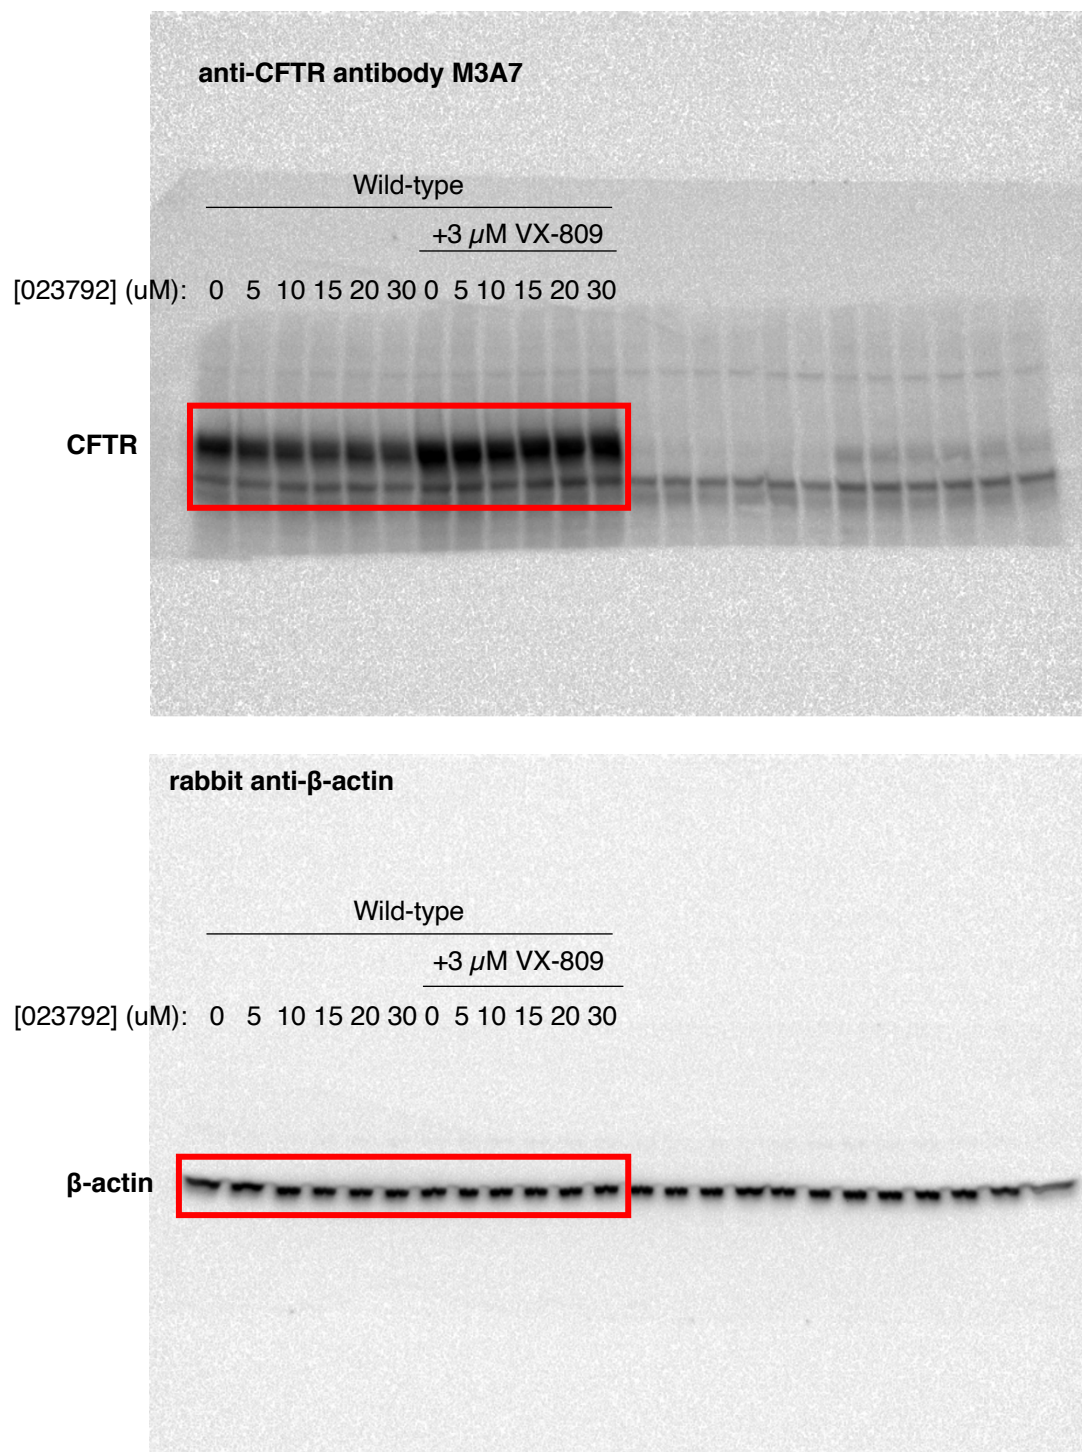 anti-CFTR antibody M3A7
Wild-type
+3 µM VX-809
[023792] (uM): 0 5 10 15 20 30 0 5 10 15 20 30
CFTR
rabbit anti-β-actin
Wild-type
+3 µM VX-809
[023792] (uM): 0 5 10 15 20 30 0 5 10 15 20 30
β-actin